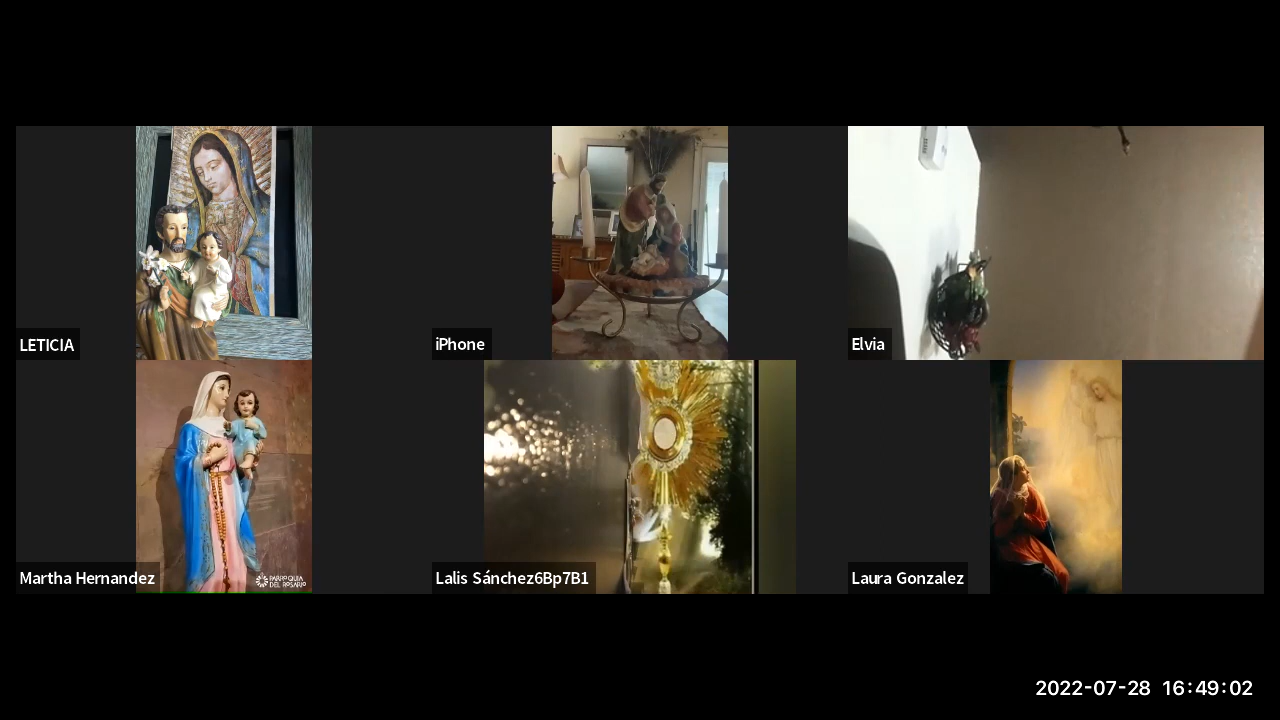 LETICIA
iPhone
Elvia
Martha Hernandez
PARROQUIA
DEL ROSARIO
Lalis Sánchez6Bp7B1
Laura Gonzalez
2022-07-28 16:49:02